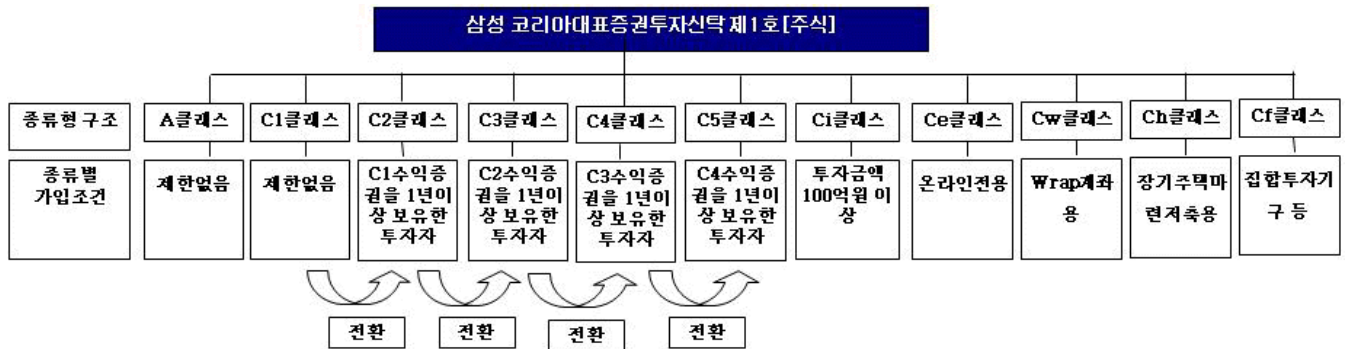 삼성 코리아대표증권투자신탁 제1호[주식]
종류형 구조
A클래스
C1클래스
C2클래스
C3클래스
C4클래스
C5클래스
Ci클래스
Ce클래스
Cw클래스
Ch클래스
Cf클래스
종류별
가입조건
제한없음
제한없음
C1수익증
권을 1년이
상 보유한
투자자
C2수익증
권을 1년이
상 보유한
투자자
C3수익증
권을 1년이
상 보유한
투자자
C4수익증
권을 1년이
상 보유한
투자자
투자금액
100억원 이
상
온라인전용
Wrap계좌
용
장기주택마
련저축용
집합투자기
구 등
전환
전환
전환
전환